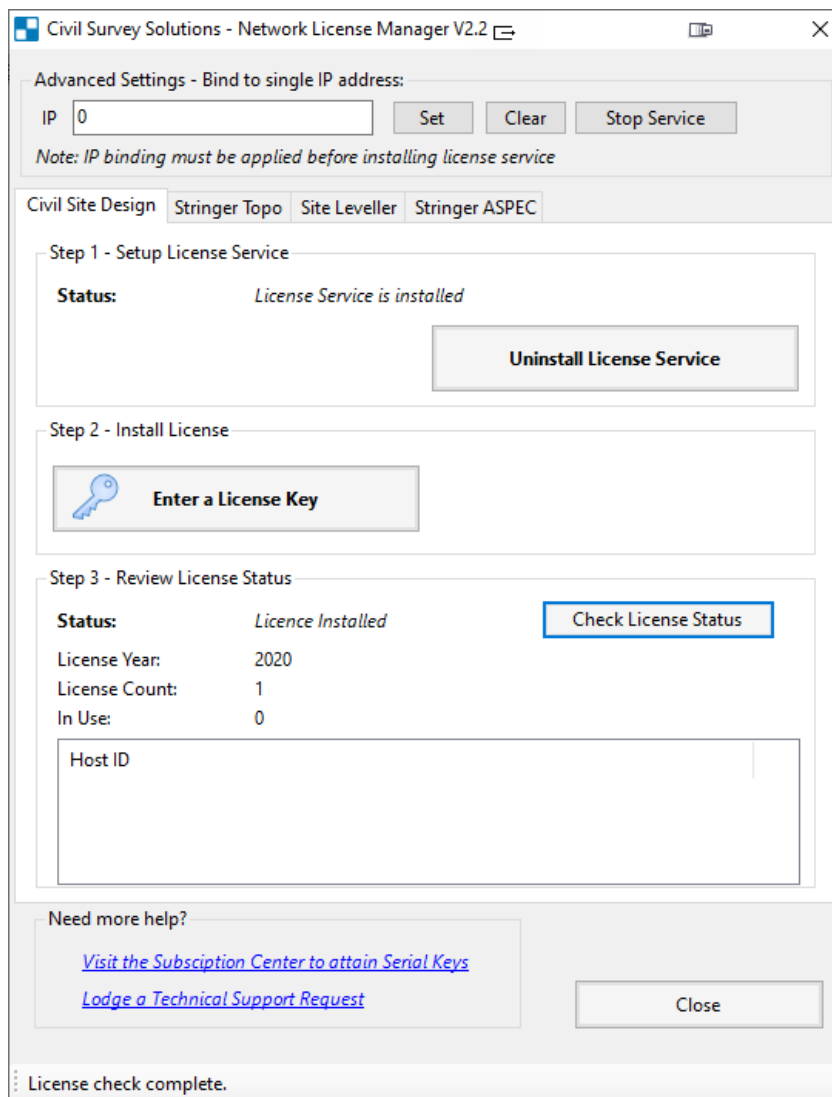 Civil Survey Solutions - Network License Manager V2.2
Advanced Settings - Bind to single IP address:
IP 0 Set Clear Stop Service
Note: IP binding must be applied before installing license service
Civil Site Design Stringer Topo Site Leveller Stringer ASPEC
Step 1 - Setup License Service
Status: License Service is installed
Uninstall License Service
Step 2 - Install License
Enter a License Key
Step 3 - Review License Status
Status: Licence Installed Check License Status
License Year: 2020
License Count: 1
In Use: 0
Host ID
Need more help?
Visit the Subsciption Center to attain Serial Keys
Lodge a Technical Support Request
Close
License check complete.